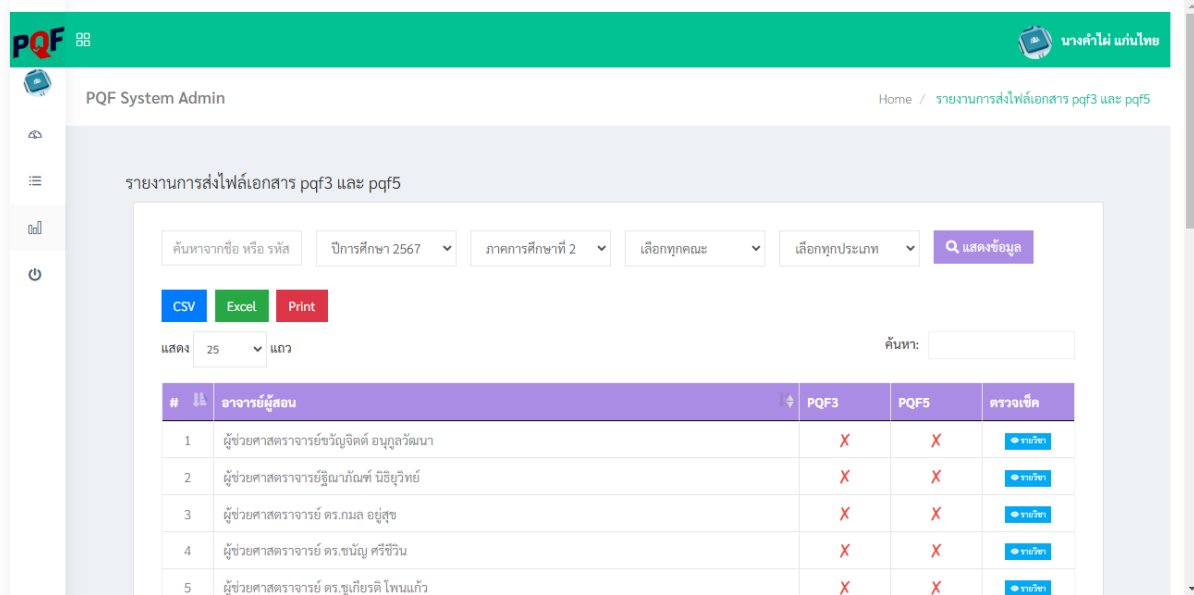 PQF
นางคำไผ่ แก่นไทย
PQF System Admin
Home / รายงานการส่งไฟล์เอกสาร pqf3 และ pqf5
รายงานการส่งไฟล์เอกสาร pqf3 และ pqf5
ค้นหาจากชื่อ หรือ รหัส ปีการศึกษา 2567 ภาคการศึกษาที่ 2 เลือกทุกคณะ เลือกทุกประเภท แสดงข้อมูล
CSV Excel Print
แสดง 25 แถว ค้นหา:
# อาจารย์ผู้สอน PQF3 PQF5 ตรวจเช็ค
1 ผู้ช่วยศาสตราจารย์ขวัญจิตต์ อนุกูลวัฒนา ✗ ✗ รายวิชา
2 ผู้ช่วยศาสตราจารย์ฐิณาภัณฑ์ นิธิยุวิทย์ ✗ ✗ รายวิชา
3 ผู้ช่วยศาสตราจารย์ ดร.กมล อยู่สุข ✗ ✗ รายวิชา
4 ผู้ช่วยศาสตราจารย์ ดร.ชนัญ ศรีชีวิน ✗ ✗ รายวิชา
5 ผู้ช่วยศาสตราจารย์ ดร.ชูเกียรติ โพนแก้ว ✗ ✗ รายวิชา